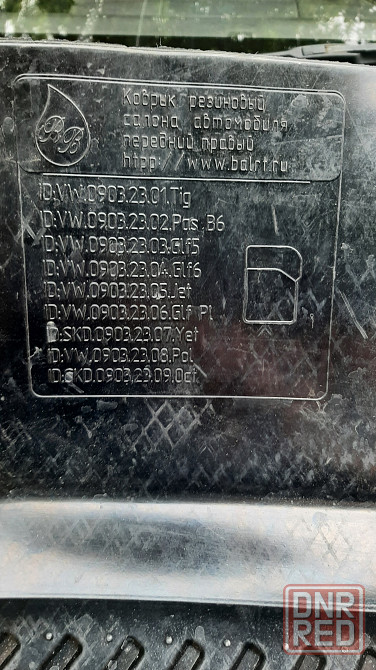 BB
Коврик резиновый
салона автомобиля
передний правый
http://www.balrt.ru
ID:VW.0903.23.01.Tig
ID:VW.0903.23.02.Pas B6
ID:VW.0903.23.03.Glf5
ID:VW.0903.23.04.Glf6
ID:VW.0903.23.05.Jet
ID:VW.0903.23.06.Glf Pl
ID:SKD.0903.23.07.Yet
ID:VW.0903.23.08.Pol
ID:SKD.0903.23.09.Oct
DNR
RED